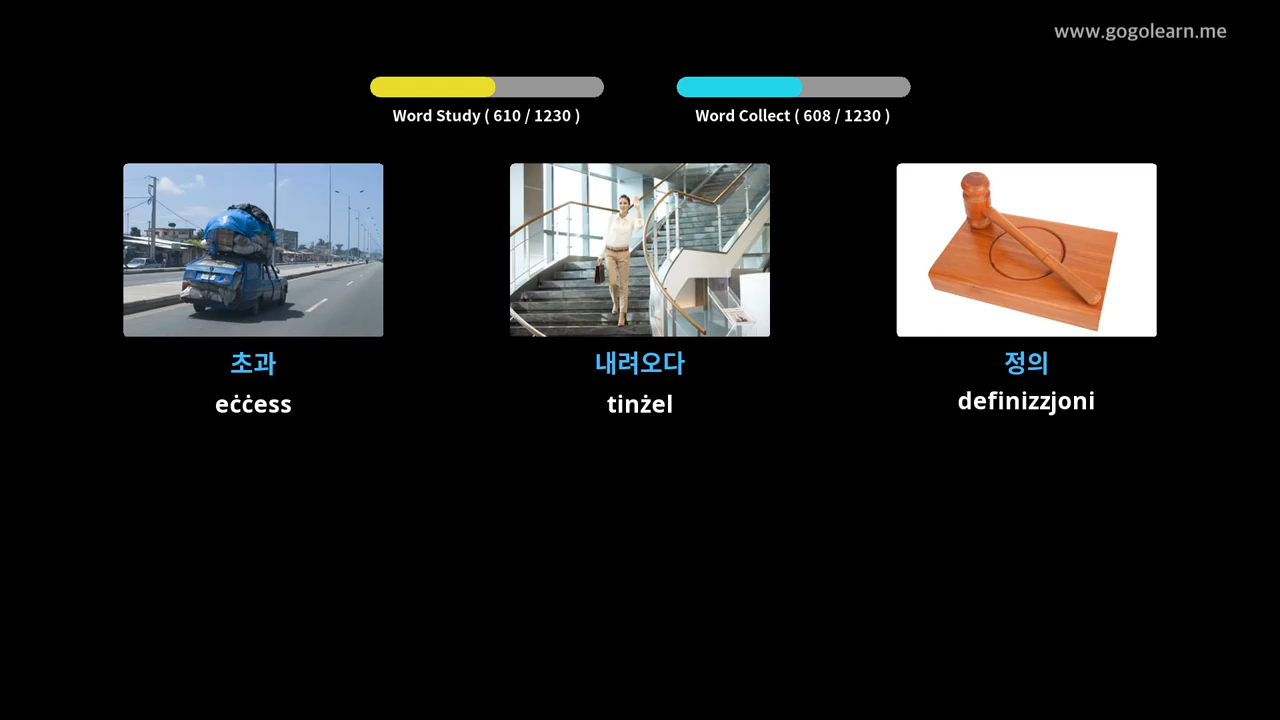 www.gogolearn.me
Word Study ( 610 / 1230 )
Word Collect ( 608 / 1230 )
초과
내려오다
정의
eċċess
tinżel
definizzjoni